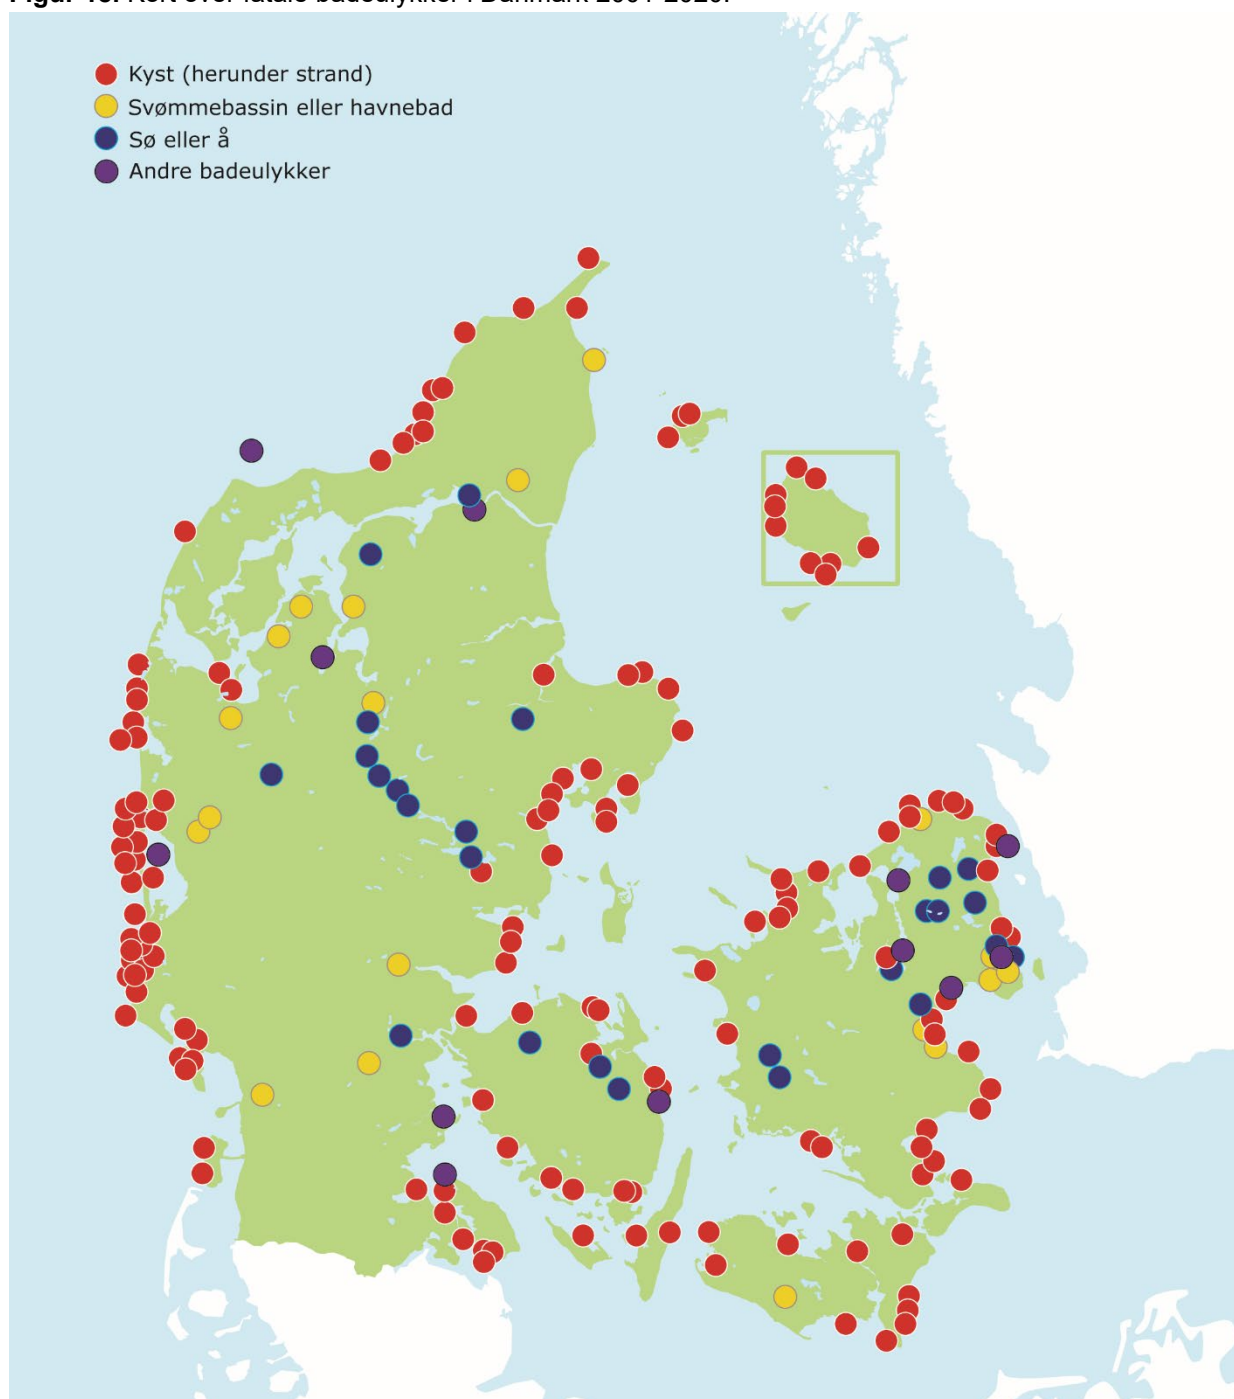 Kyst (herunder strand)
Svømmebassin eller havnebad
Sø eller å
Andre badeulykker